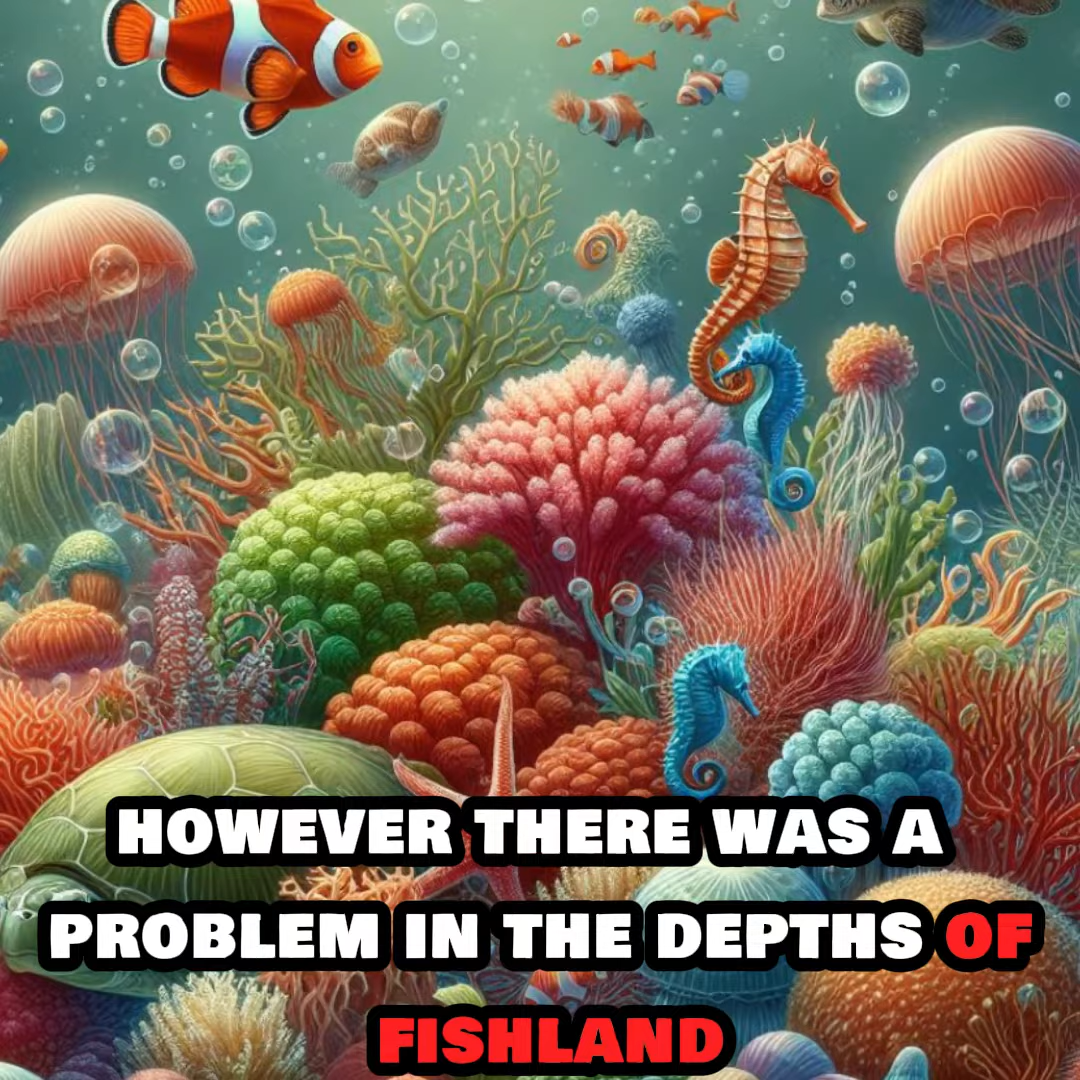 HOWEVER THERE WAS A
PROBLEM IN THE DEPTHS OF
FISHLAND